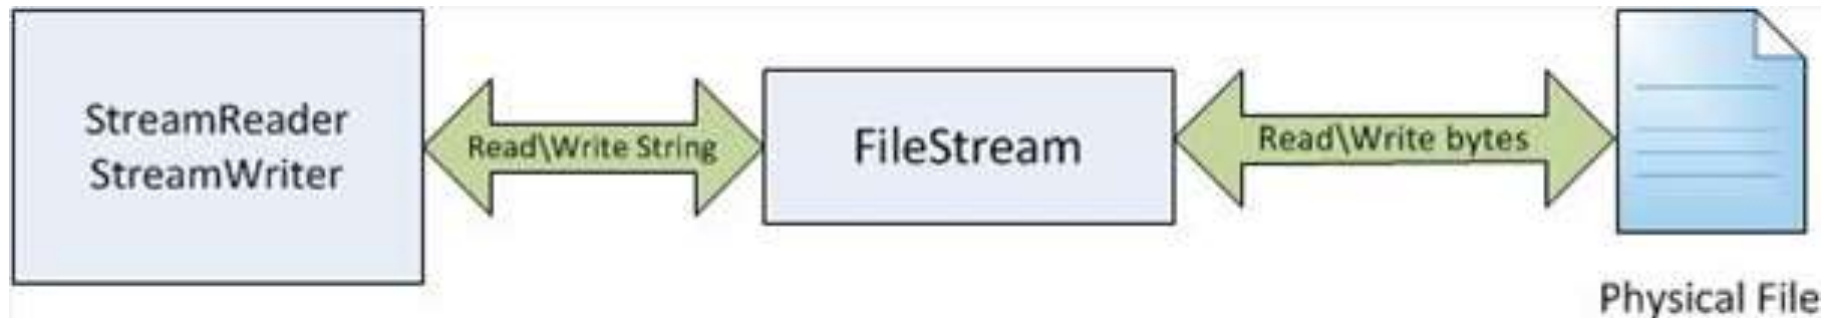 StreamReader
StreamWriter
Read\Write String
FileStream
Read\Write bytes
Physical File